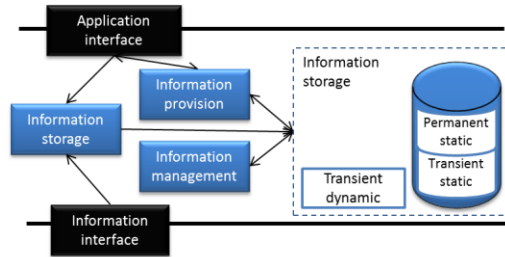 Application
interface
Information
provision
Information
storage
Information
management
Information
interface
Information
storage
Permanent
static
Transient
static
Transient
dynamic